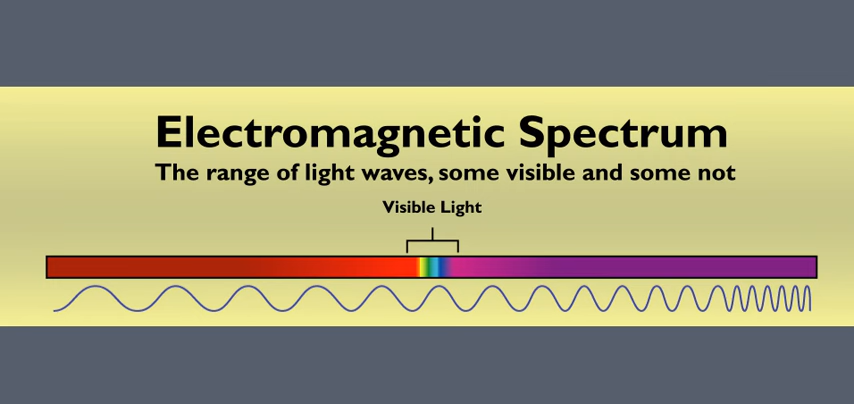 Electromagnetic Spectrum
The range of light waves, some visible and some not
Visible Light